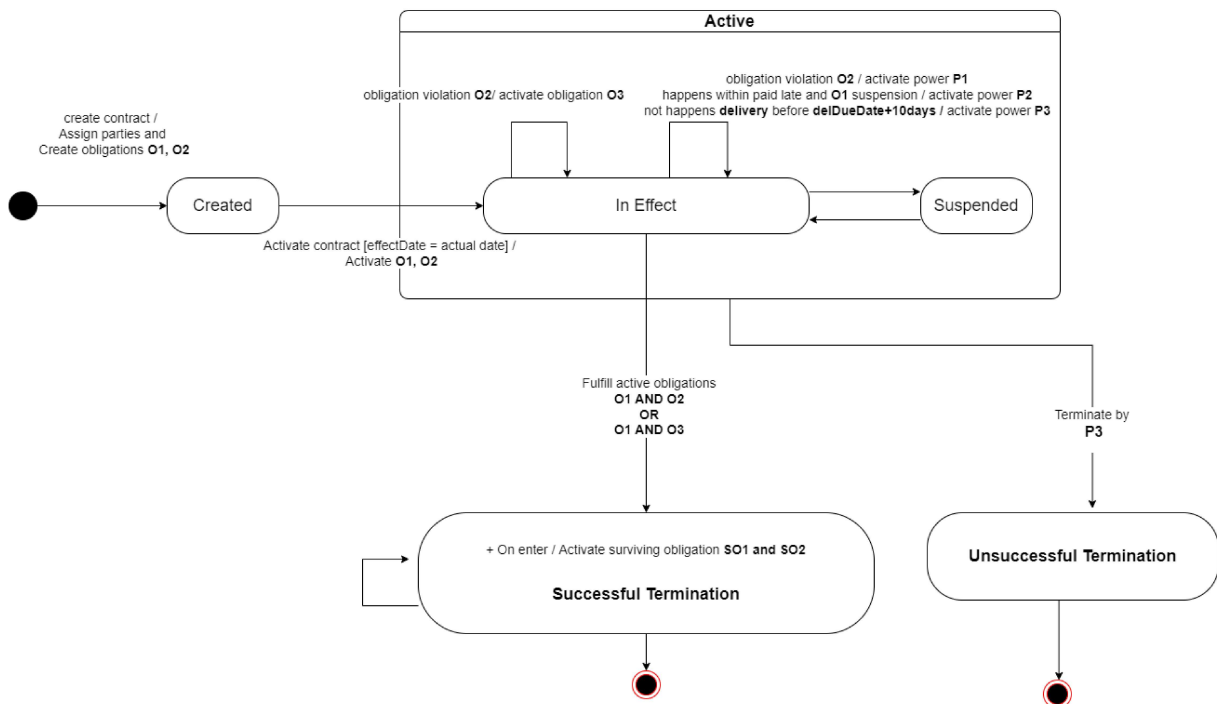 Active
obligation violation O2 / activate power P1
happens within paid late and O1 suspension / activate power P2
not happens delivery before delDueDate+10days / activate power P3
obligation violation O2/ activate obligation O3
create contract /
Assign parties and
Create obligations O1, O2
Created
In Effect
Suspended
Activate contract [effectDate = actual date] /
Activate O1, O2
Fulfill active obligations
O1 AND O2
OR
O1 AND O3
Terminate by
P3
+ On enter / Activate surviving obligation SO1 and SO2
Successful Termination
Unsuccessful Termination